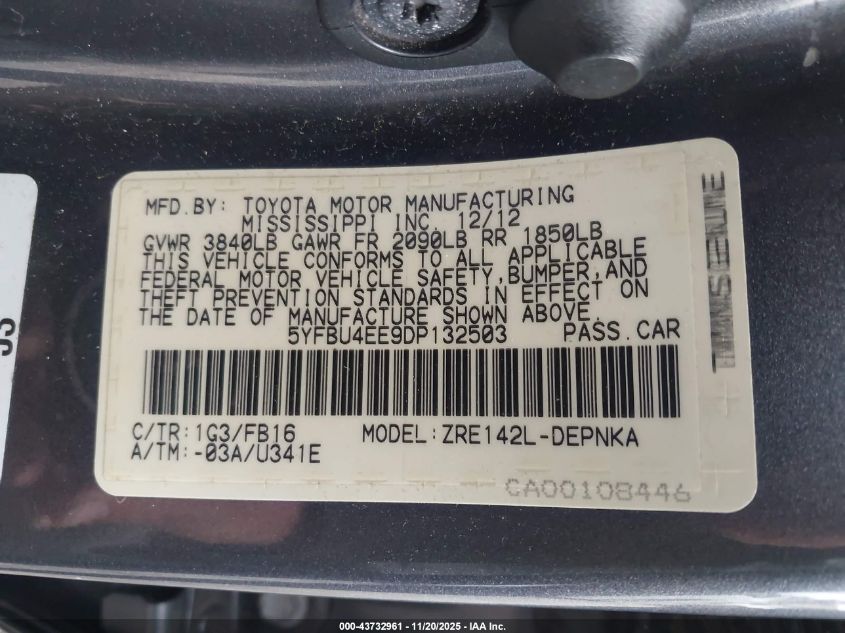 MFD.BY: TOYOTA MOTOR MANUFACTURING
MISSISSIPPI INC. 12/12
GVWR 3840LB GAWR FR 2090LB RR 1850LB
THIS VEHICLE CONFORMS TO ALL APPLICABLE
FEDERAL MOTOR VEHICLE SAFETY,BUMPER,AND
THEFT PREVENTION STANDARDS IN EFFECT ON
THE DATE OF MANUFACTURE SHOWN ABOVE.
5YFBU4EE9DP132503 PASS.CAR
C/TR:1G3/FB16 MODEL:ZRE142L-DEPNKA
A/TM:-03A/U341E
CA00108446
000-43732961 - 11/20/2025 - IAA Inc.